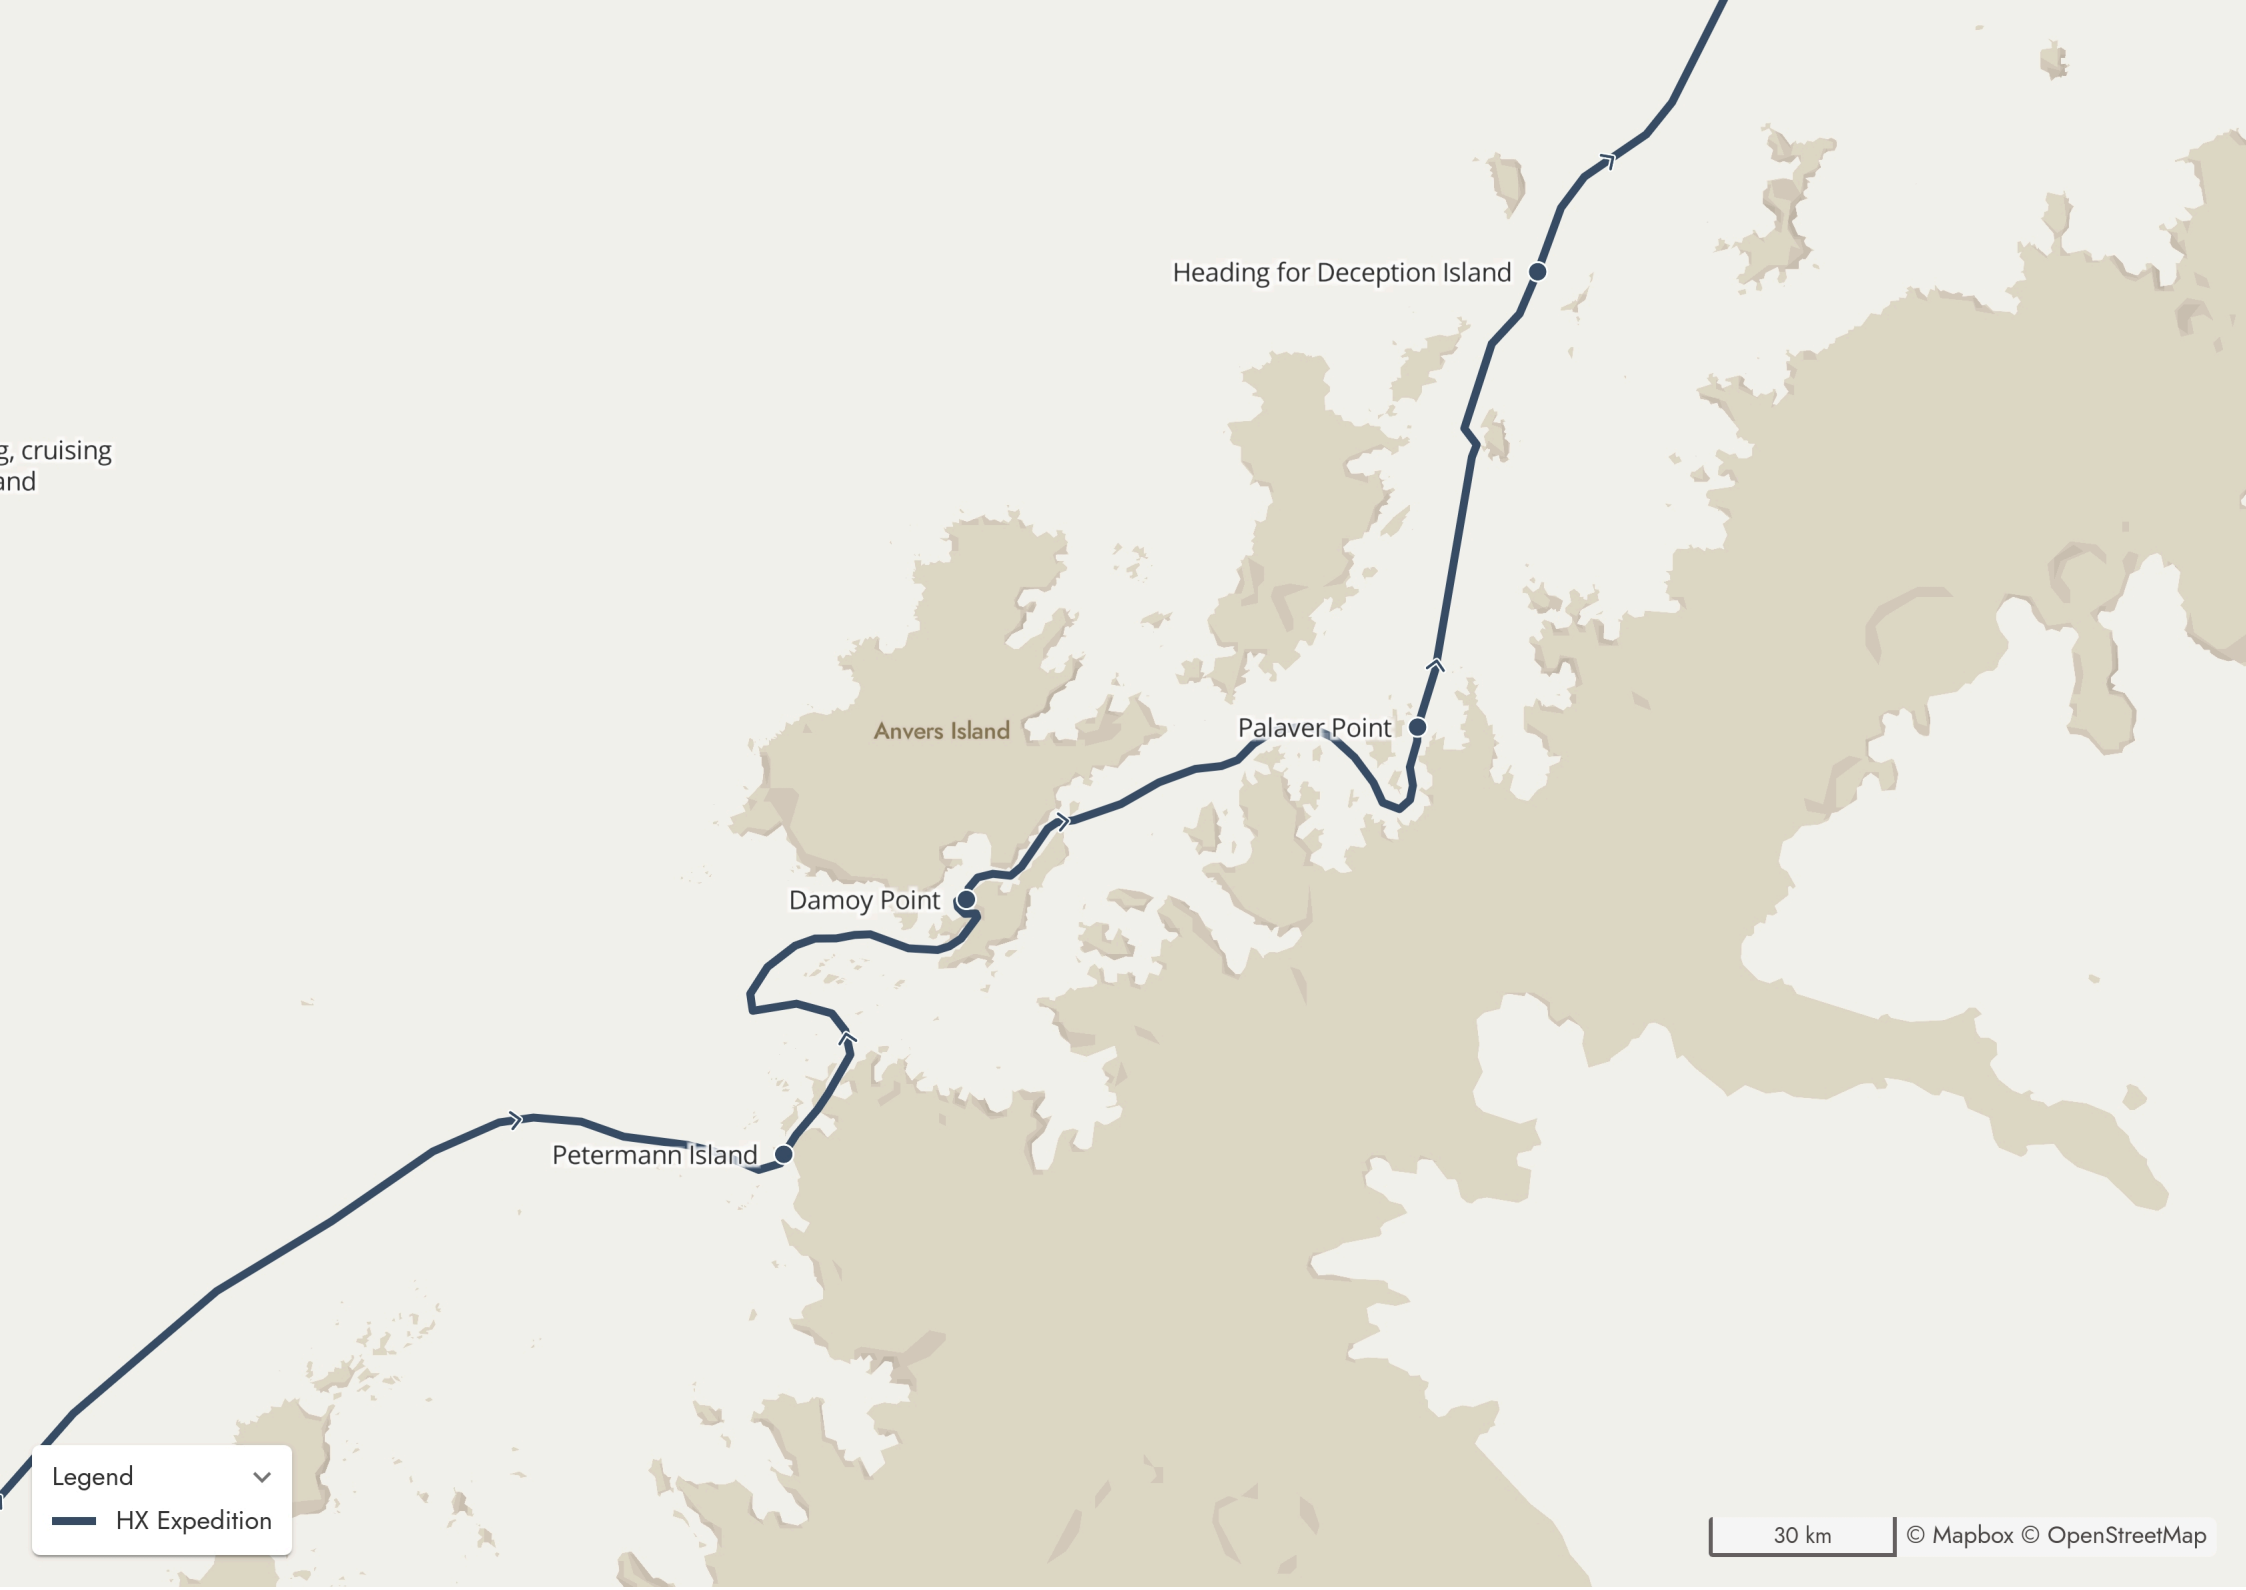 Heading for Deception Island
g, cruising
and
Anvers Island
Palaver Point
Damoy Point
Petermann Island
Legend
HX Expedition
30 km
© Mapbox © OpenStreetMap